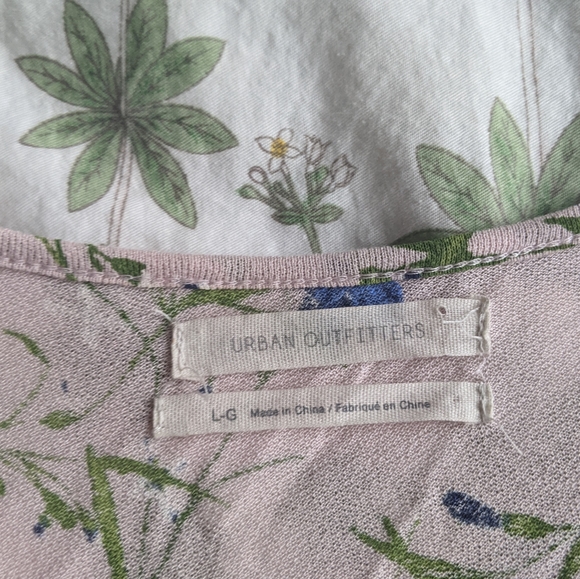 URBAN OUTFITTERS
L-G Made in China / Fabriqué en Chine